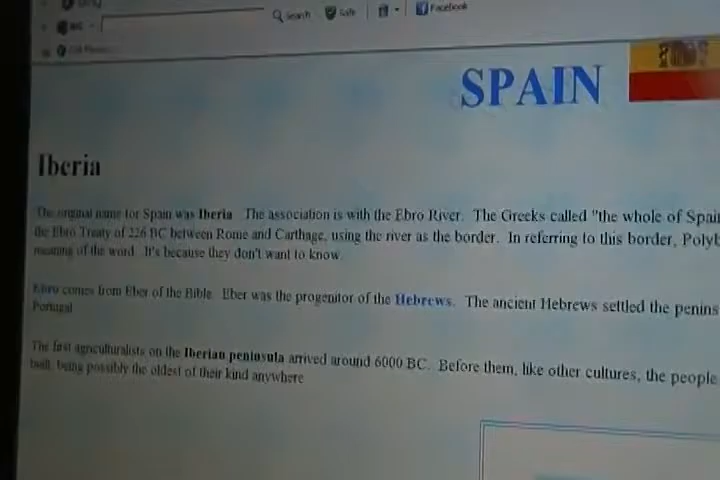 Search Safe Facebook
SPAIN
Iberia
The original name for Spain was Iberia. The association is with the Ebro River. The Greeks called "the whole of Spain
the Ebro Treaty of 226 BC between Rome and Carthage, using the river as the border. In referring to this border, Polyb
meaning of the word. It's because they don't want to know.
Ebro comes from Eber of the Bible. Eber was the progenitor of the Hebrews. The ancient Hebrews settled the penins
Portugal
The first agriculturalists on the Iberian peninsula arrived around 6000 BC. Before them, like other cultures, the people
built, being possibly the oldest of their kind anywhere